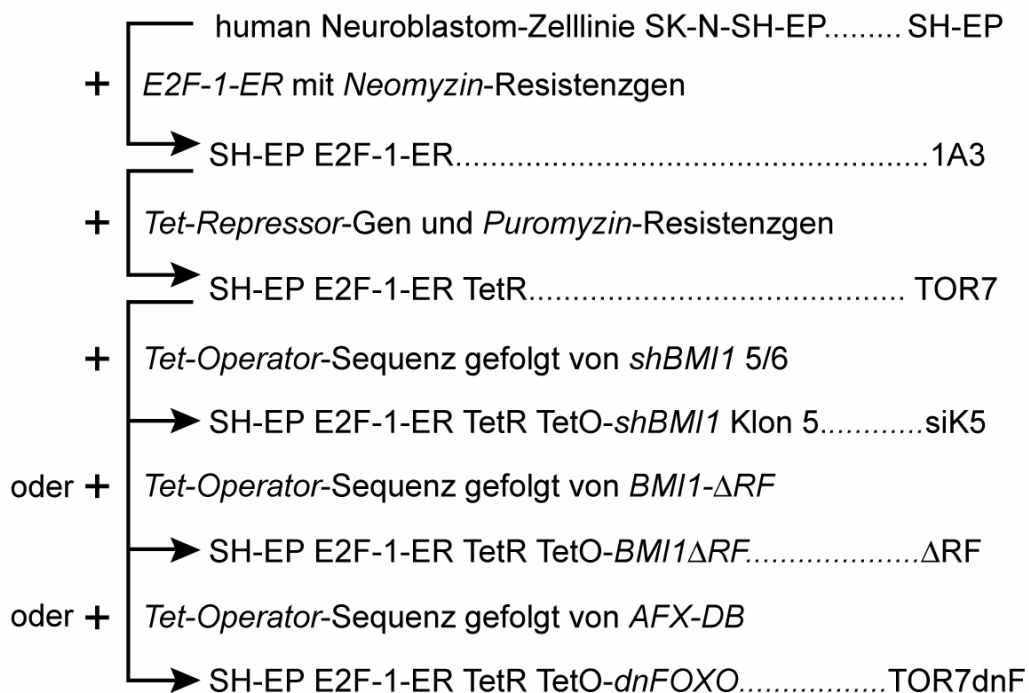 human Neuroblastom-Zelllinie SK-N-SH-EP......... SH-EP
+ E2F-1-ER mit Neomyzin-Resistenzgen
SH-EP E2F-1-ER.................................................. 1A3
+ Tet-Repressor-Gen und Puromyzin-Resistenzgen
SH-EP E2F-1-ER TetR........................................ TOR7
+ Tet-Operator-Sequenz gefolgt von shBMI1 5/6
SH-EP E2F-1-ER TetR TetO-shBMI1 Klon 5...........siK5
oder + Tet-Operator-Sequenz gefolgt von BMI1-ΔRF
SH-EP E2F-1-ER TetR TetO-BMI1ΔRF..................ΔRF
oder + Tet-Operator-Sequenz gefolgt von AFX-DB
SH-EP E2F-1-ER TetR TetO-dnFOXO................TOR7dnF